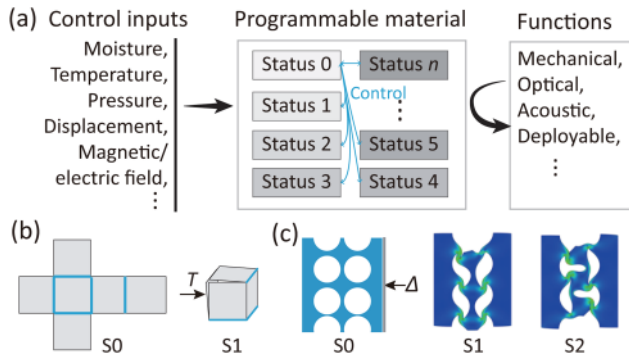 (a) Control inputs
Programmable material
Functions
Moisture,
Temperature,
Pressure,
Displacement,
Magnetic/
electric field,
⋮
Status 0
Status n
Status 1
Control
⋮
Status 2
Status 5
Status 3
Status 4
Mechanical,
Optical,
Acoustic,
Deployable,
⋮
(b)
T
S0
S1
(c)
Δ
S0
S1
S2